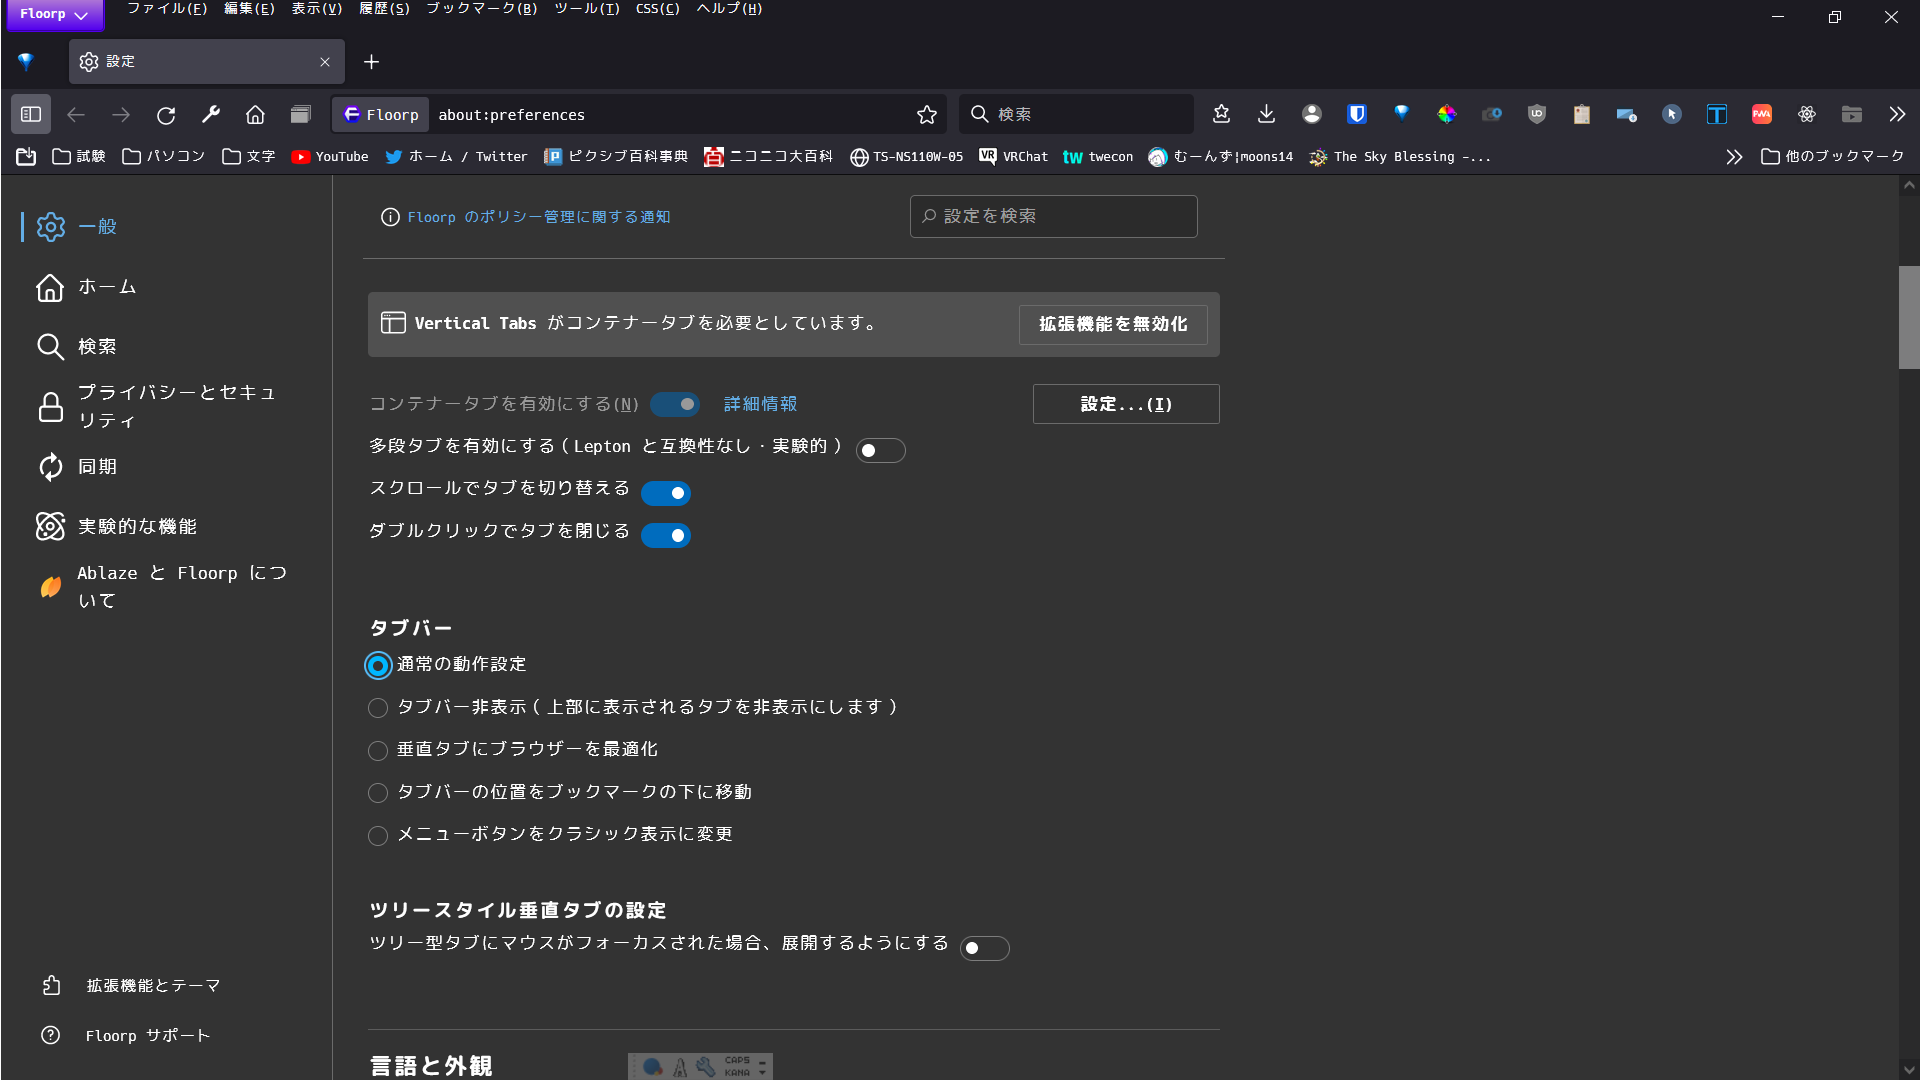 Floorp
ファイル(F) 編集(E) 表示(V) 履歴(S) ブックマーク(B) ツール(T) CSS(C) ヘルプ(H)
設定
Floorp about:preferences
検索
試験 パソコン 文字 YouTube ホーム / Twitter ピクシブ百科事典 ニコニコ大百科 TS-NS110W-05 VRChat twecon むーんず¦moons14 The Sky Blessing -... 他のブックマーク
一般
ホーム
検索
プライバシーとセキュ
リティ
同期
実験的な機能
Ablaze と Floorp につ
いて
拡張機能とテーマ
Floorp サポート
Floorp のポリシー管理に関する通知
設定を検索
Vertical Tabs がコンテナータブを必要としています。
拡張機能を無効化
コンテナータブを有効にする(N) 詳細情報
設定...(I)
多段タブを有効にする（Lepton と互換性なし・実験的）
スクロールでタブを切り替える
ダブルクリックでタブを閉じる
タブバー
通常の動作設定
タブバー非表示（上部に表示されるタブを非表示にします）
垂直タブにブラウザーを最適化
タブバーの位置をブックマークの下に移動
メニューボタンをクラシック表示に変更
ツリースタイル垂直タブの設定
ツリー型タブにマウスがフォーカスされた場合、展開するようにする
言語と外観
CAPS
KANA